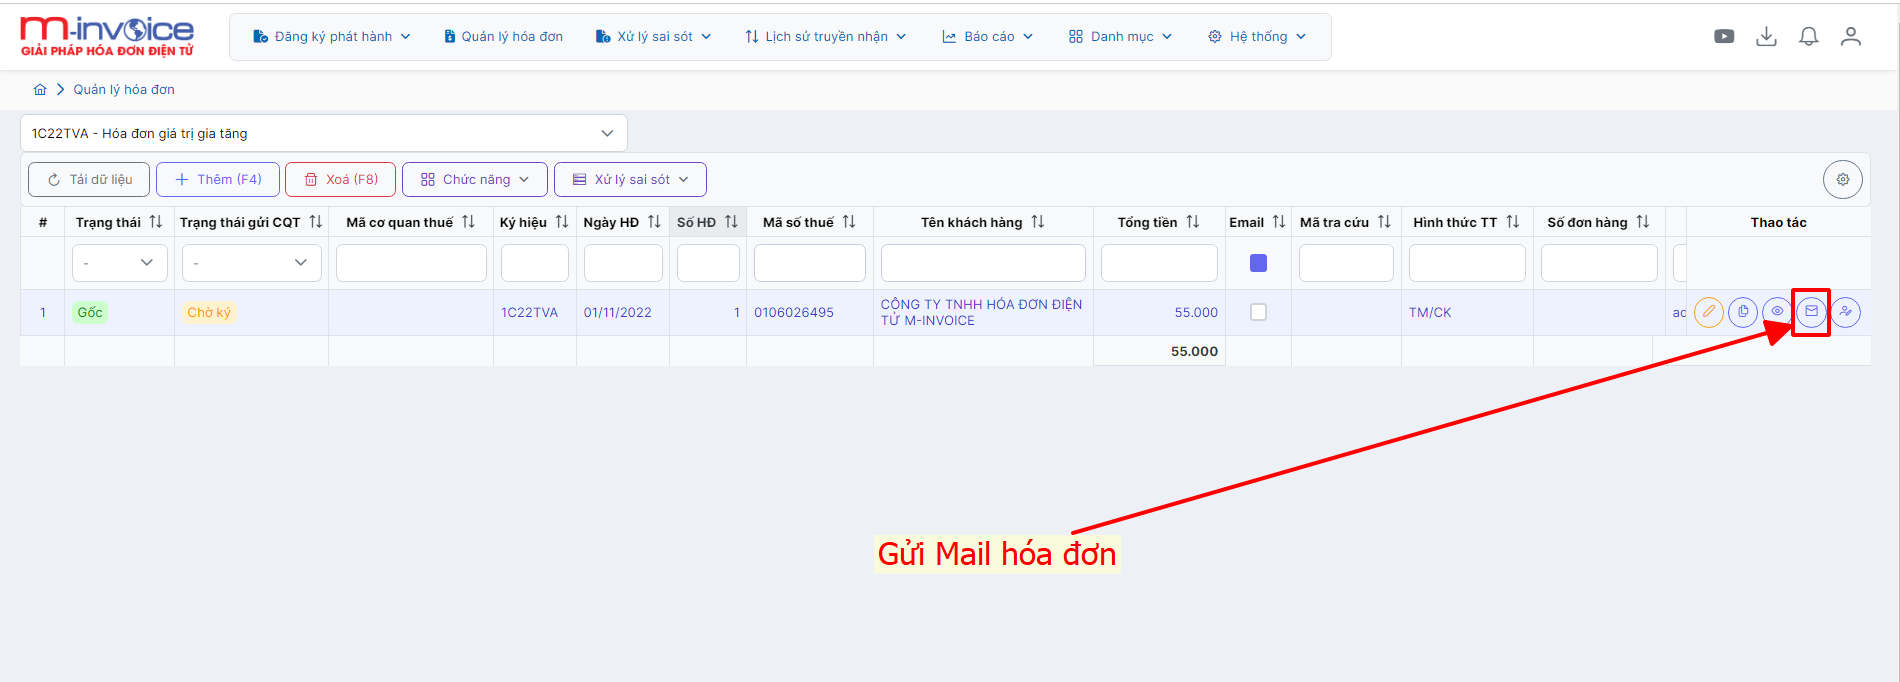 m-invoice
GIẢI PHÁP HÓA ĐƠN ĐIỆN TỬ
Đăng ký phát hành
Quản lý hóa đơn
Xử lý sai sót
Lịch sử truyền nhận
Báo cáo
Danh mục
Hệ thống
Quản lý hóa đơn
1C22TVA - Hóa đơn giá trị gia tăng
Tải dữ liệu
Thêm (F4)
Xoá (F8)
Chức năng
Xử lý sai sót
# Trạng thái Trạng thái gửi CQT Mã cơ quan thuế Ký hiệu Ngày HĐ Số HĐ Mã số thuế Tên khách hàng Tổng tiền Email Mã tra cứu Hình thức TT Số đơn hàng Thao tác
- -
1 Gốc Chờ ký 1C22TVA 01/11/2022 1 0106026495 CÔNG TY TNHH HÓA ĐƠN ĐIỆN 55.000 TM/CK ad
TỬ M-INVOICE
55.000
Gửi Mail hóa đơn